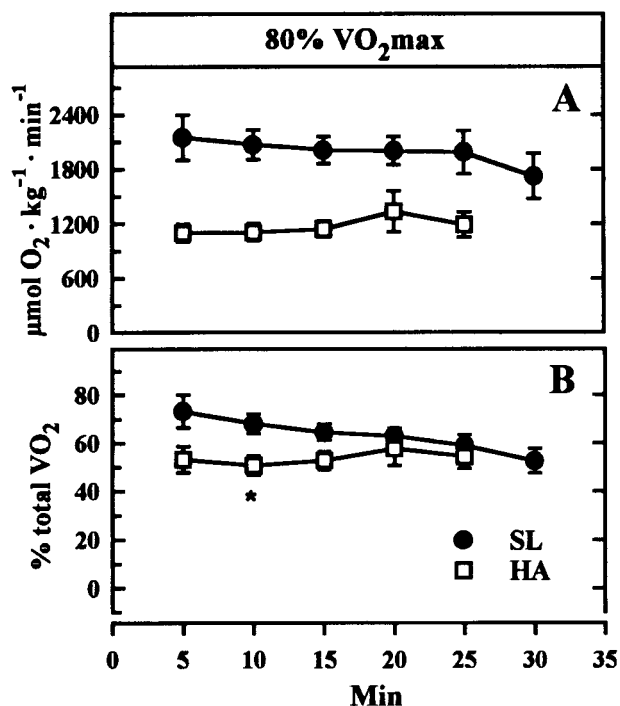 80% VO₂max
A
µmol O₂ · kg⁻¹ · min⁻¹
2400
1800
1200
600
0
B
% total VO₂
80
60
40
20
0
*
SL
HA
0 5 10 15 20 25 30 35
Min